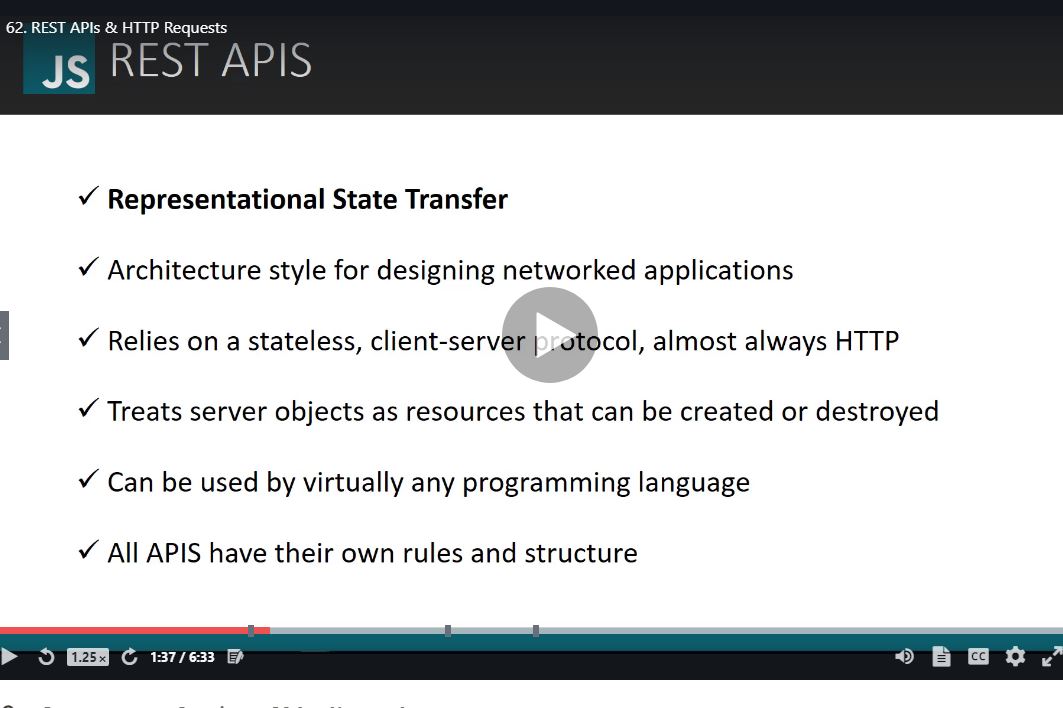 62. REST APIs & HTTP Requests
JS REST APIS
✓ Representational State Transfer
✓ Architecture style for designing networked applications
✓ Relies on a stateless, client-server protocol, almost always HTTP
✓ Treats server objects as resources that can be created or destroyed
✓ Can be used by virtually any programming language
✓ All APIS have their own rules and structure
1.25x 1:37 / 6:33 CC